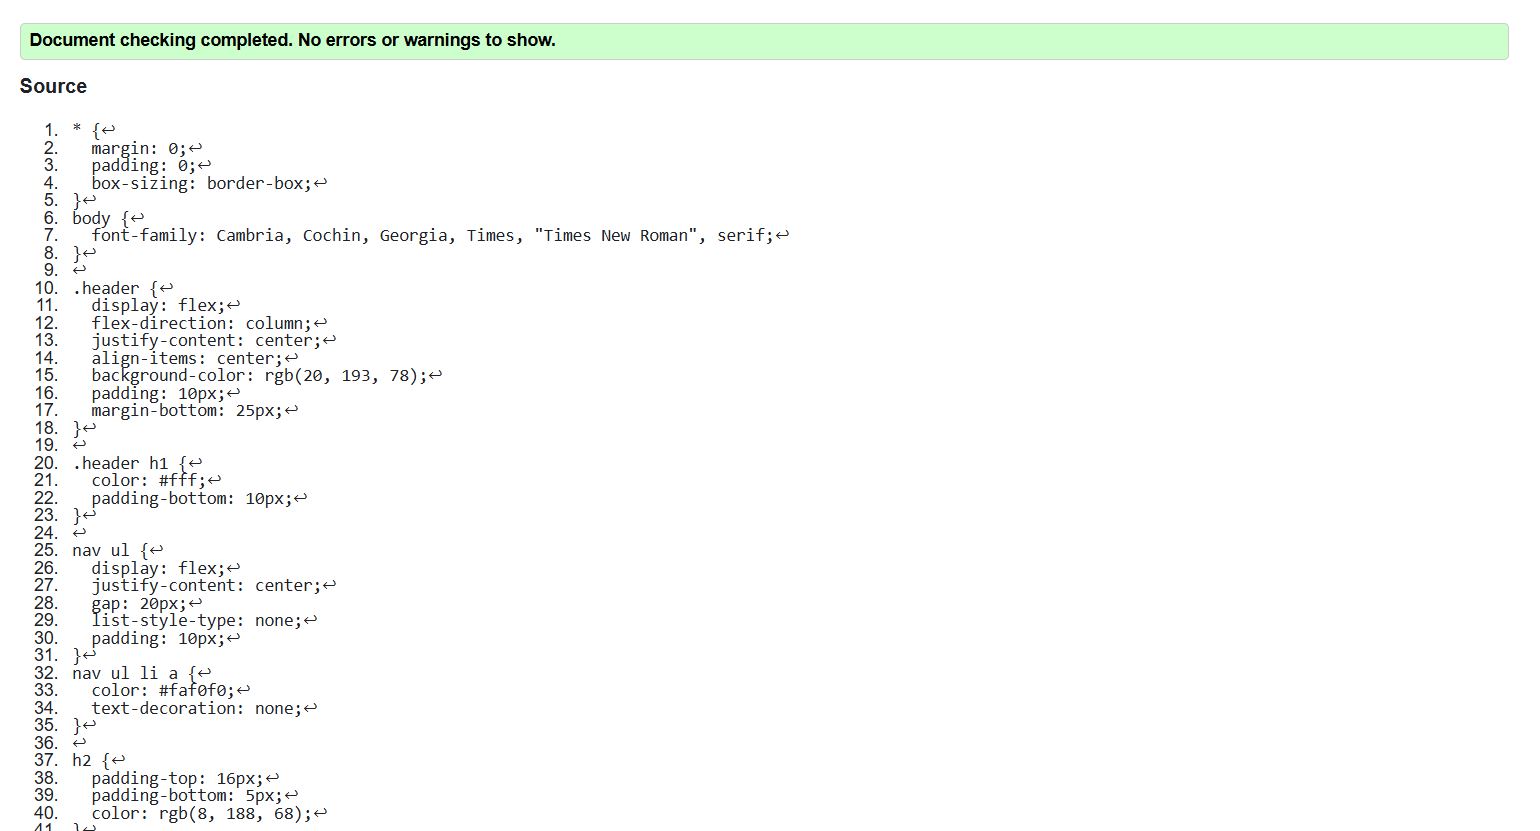 Document checking completed. No errors or warnings to show.
Source
1. * {↩
2.   margin: 0;↩
3.   padding: 0;↩
4.   box-sizing: border-box;↩
5. }↩
6. body {↩
7.   font-family: Cambria, Cochin, Georgia, Times, "Times New Roman", serif;↩
8. }↩
9. ↩
10. .header {↩
11.   display: flex;↩
12.   flex-direction: column;↩
13.   justify-content: center;↩
14.   align-items: center;↩
15.   background-color: rgb(20, 193, 78);↩
16.   padding: 10px;↩
17.   margin-bottom: 25px;↩
18. }↩
19. ↩
20. .header h1 {↩
21.   color: #fff;↩
22.   padding-bottom: 10px;↩
23. }↩
24. ↩
25. nav ul {↩
26.   display: flex;↩
27.   justify-content: center;↩
28.   gap: 20px;↩
29.   list-style-type: none;↩
30.   padding: 10px;↩
31. }↩
32. nav ul li a {↩
33.   color: #faf0f0;↩
34.   text-decoration: none;↩
35. }↩
36. ↩
37. h2 {↩
38.   padding-top: 16px;↩
39.   padding-bottom: 5px;↩
40.   color: rgb(8, 188, 68);↩
41. }↩